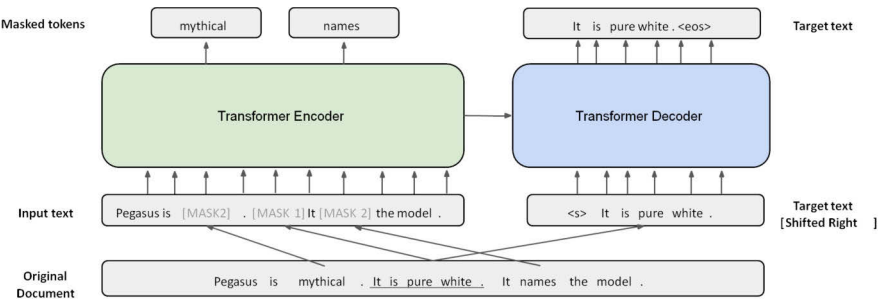 Masked tokens
mythical
names
It is pure white . <eos>
Target text
Transformer Encoder
Transformer Decoder
Input text
Pegasus is [MASK2] . [MASK 1] It [MASK 2] the model .
<s> It is pure white .
Target text
[Shifted Right ]
Original
Document
Pegasus is mythical . It is pure white . It names the model .